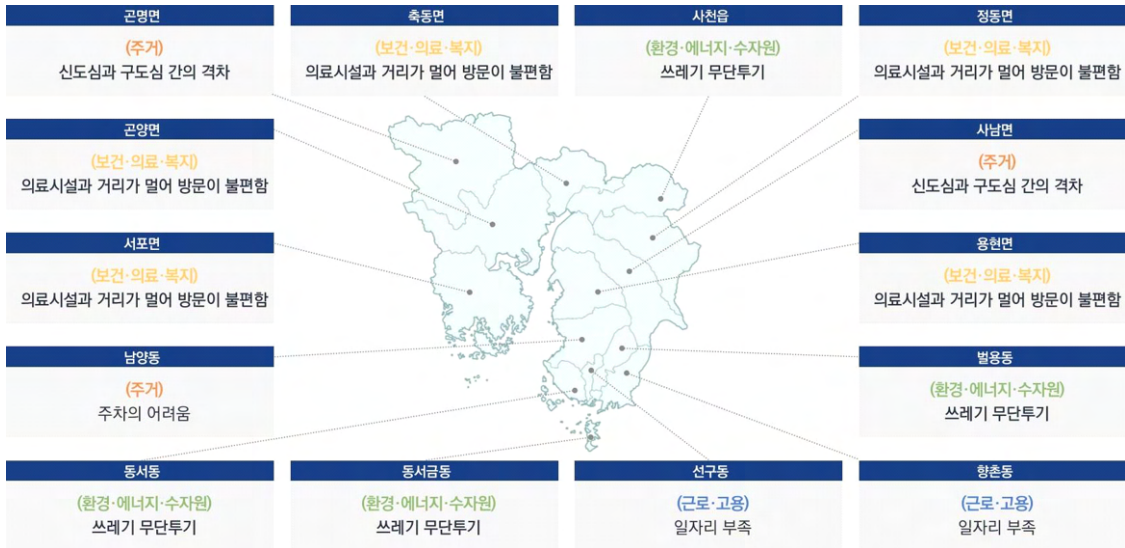 곤명면
(주거)
신도심과 구도심 간의 격차
축동면
(보건·의료·복지)
의료시설과 거리가 멀어 방문이 불편함
사천읍
(환경·에너지·수자원)
쓰레기 무단투기
정동면
(보건·의료·복지)
의료시설과 거리가 멀어 방문이 불편함
곤양면
(보건·의료·복지)
의료시설과 거리가 멀어 방문이 불편함
사남면
(주거)
신도심과 구도심 간의 격차
서포면
(보건·의료·복지)
의료시설과 거리가 멀어 방문이 불편함
용현면
(보건·의료·복지)
의료시설과 거리가 멀어 방문이 불편함
남양동
(주거)
주차의 어려움
벌용동
(환경·에너지·수자원)
쓰레기 무단투기
동서동
(환경·에너지·수자원)
쓰레기 무단투기
동서금동
(환경·에너지·수자원)
쓰레기 무단투기
선구동
(근로·고용)
일자리 부족
향촌동
(근로·고용)
일자리 부족